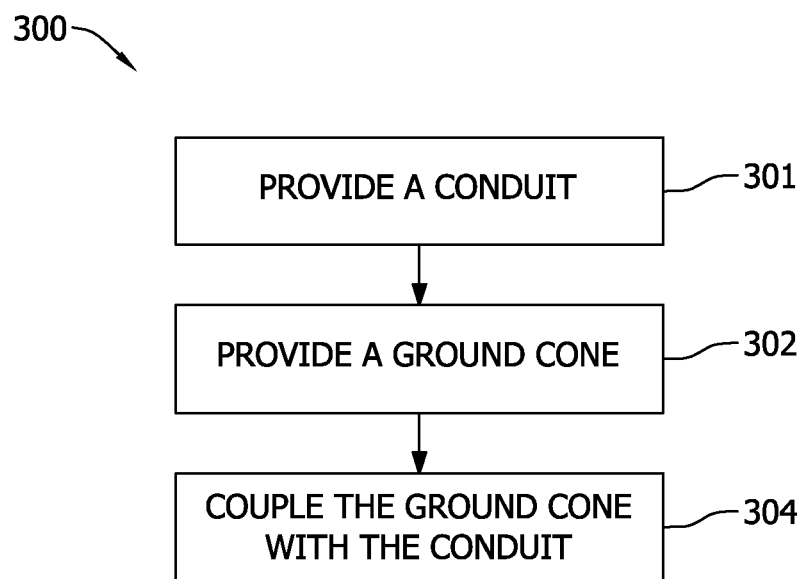 300
PROVIDE A CONDUIT
301
PROVIDE A GROUND CONE
302
COUPLE THE GROUND CONE
WITH THE CONDUIT
304